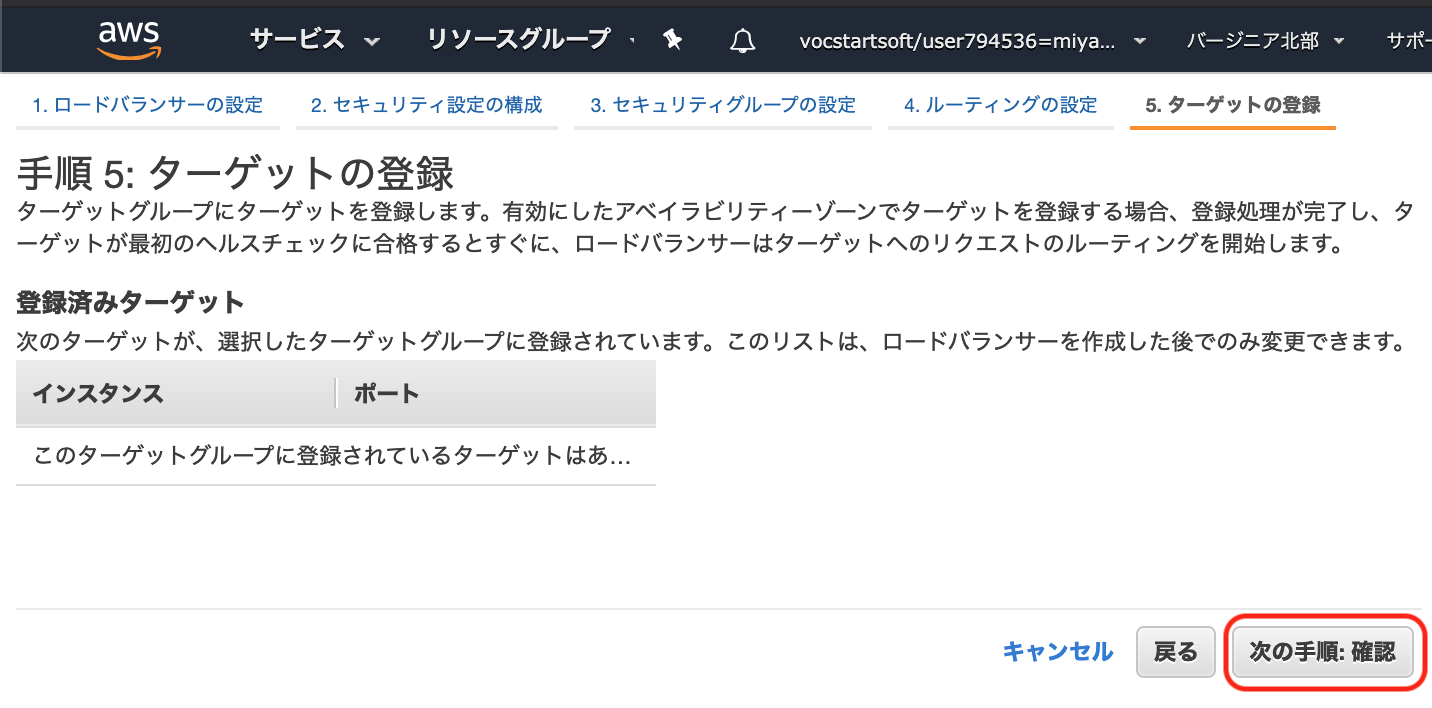 aws サービス リソースグループ vocstartsoft/user794536=miya... バージニア北部 サポー
1. ロードバランサーの設定 2. セキュリティ設定の構成 3. セキュリティグループの設定 4. ルーティングの設定 5. ターゲットの登録
手順 5: ターゲットの登録
ターゲットグループにターゲットを登録します。有効にしたアベイラビリティーゾーンでターゲットを登録する場合、登録処理が完了し、タ
ーゲットが最初のヘルスチェックに合格するとすぐに、ロードバランサーはターゲットへのリクエストのルーティングを開始します。
登録済みターゲット
次のターゲットが、選択したターゲットグループに登録されています。このリストは、ロードバランサーを作成した後でのみ変更できます。
インスタンス ポート
このターゲットグループに登録されているターゲットはあ...
キャンセル 戻る 次の手順: 確認